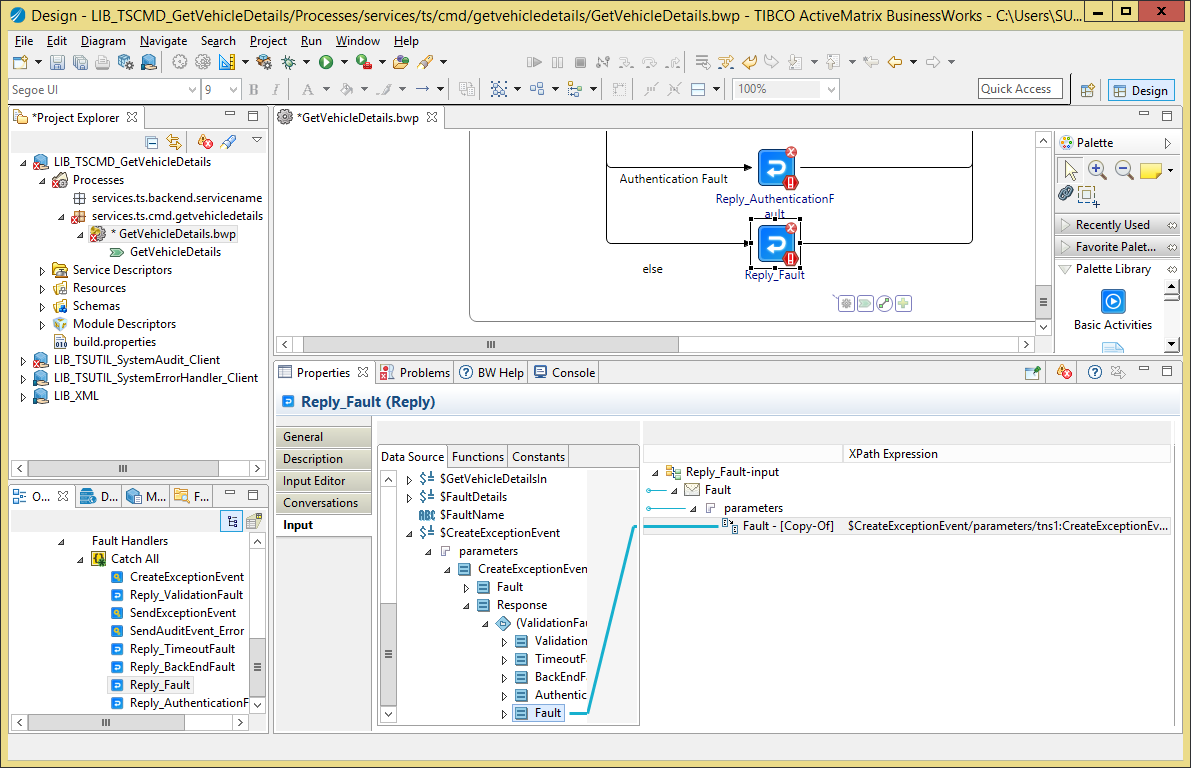 Design - LIB_TSCMD_GetVehicleDetails/Processes/services/ts/cmd/getvehicledetails/GetVehicleDetails.bwp - TIBCO ActiveMatrix BusinessWorks - C:\Users\SU...
File Edit Diagram Navigate Search Project Run Window Help
Segoe UI 9 B I A 100% Quick Access Design
*Project Explorer
LIB_TSCMD_GetVehicleDetails
Processes
services.ts.backend.servicename
services.ts.cmd.getvehicledetails
* GetVehicleDetails.bwp
GetVehicleDetails
Service Descriptors
Resources
Schemas
Module Descriptors
build.properties
LIB_TSUTIL_SystemAudit_Client
LIB_TSUTIL_SystemErrorHandler_Client
LIB_XML
*GetVehicleDetails.bwp
Authentication Fault
Reply_AuthenticationF
ault
else
Reply_Fault
Palette
Recently Used
Favorite Palet...
Palette Library
Basic Activities
O... D... M... F...
Fault Handlers
Catch All
CreateExceptionEvent
Reply_ValidationFault
SendExceptionEvent
SendAuditEvent_Error
Reply_TimeoutFault
Reply_BackEndFault
Reply_Fault
Reply_AuthenticationF
Properties Problems BW Help Console
Reply_Fault (Reply)
General
Description
Input Editor
Conversations
Input
Data Source Functions Constants
$GetVehicleDetailsIn
$FaultDetails
ABC $FaultName
$CreateExceptionEvent
parameters
CreateExceptionEven
Fault
Response
(ValidationFau
Validation
TimeoutF
BackEndF
Authentic
Fault
XPath Expression
Reply_Fault-input
Fault
parameters
Fault - [Copy-Of] $CreateExceptionEvent/parameters/tns1:CreateExceptionEv...